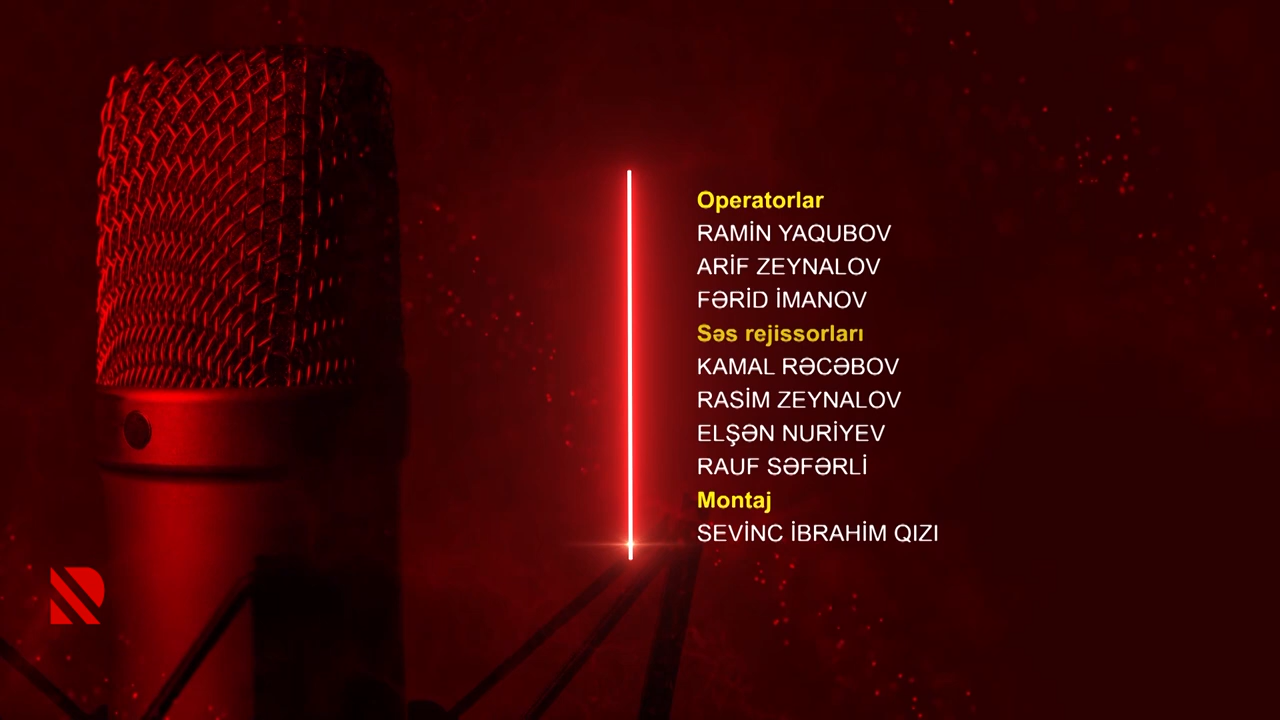 Operatorlar
RAMİN YAQUBOV
ARİF ZEYNALOV
FƏRİD İMANOV
Səs rejissorları
KAMAL RƏCƏBOV
RASİM ZEYNALOV
ELŞƏN NURİYEV
RAUF SƏFƏRLİ
Montaj
SEVİNC İBRAHİM QIZI